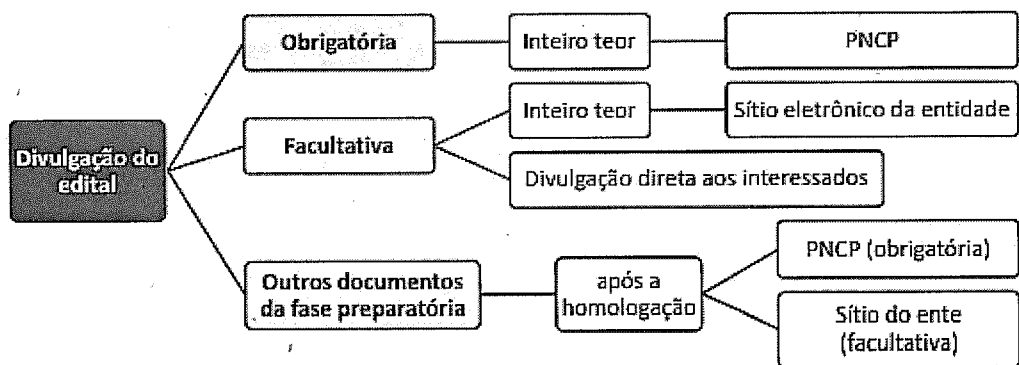 Divulgação do
edital
Obrigatória
Inteiro teor
PNCP
Facultativa
Inteiro teor
Sítio eletrônico da entidade
Divulgação direta aos interessados
Outros documentos
da fase preparatória
após a
homologação
PNCP (obrigatória)
Sítio do ente
(facultativa)